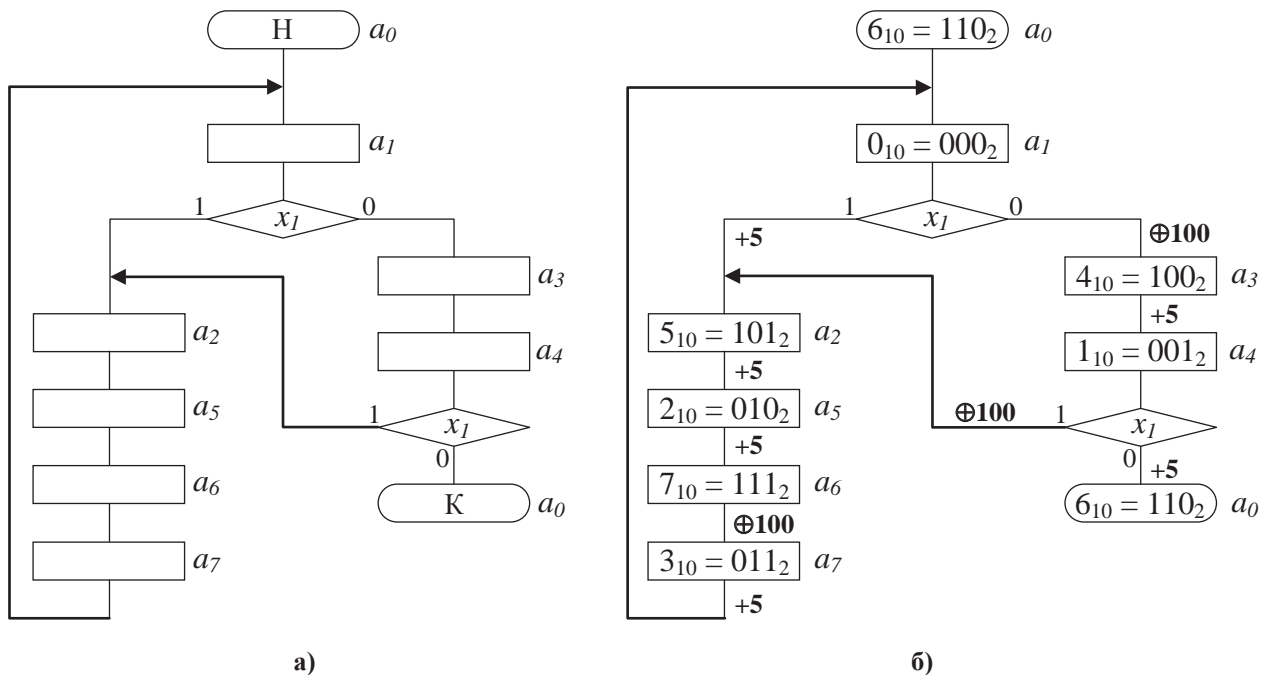 Н a₀
a₁
1 x₁ 0
a₃
a₂
a₄
a₅
1 x₁
0
a₆
К a₀
a₇
а)
6₁₀ = 110₂ a₀
0₁₀ = 000₂ a₁
1 x₁ 0
+5 ⊕100
4₁₀ = 100₂ a₃
+5
5₁₀ = 101₂ a₂
1₁₀ = 001₂ a₄
+5
2₁₀ = 010₂ a₅
⊕100 1 x₁
+5 0 +5
7₁₀ = 111₂ a₆
6₁₀ = 110₂ a₀
⊕100
3₁₀ = 011₂ a₇
+5
б)